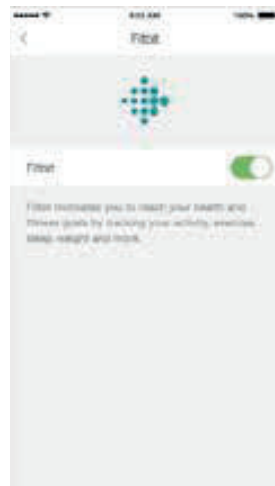 Fitbit
Fitbit
Fitbit motivates you to reach your health and
fitness goals by tracking your activity, exercise,
sleep, weight and more.